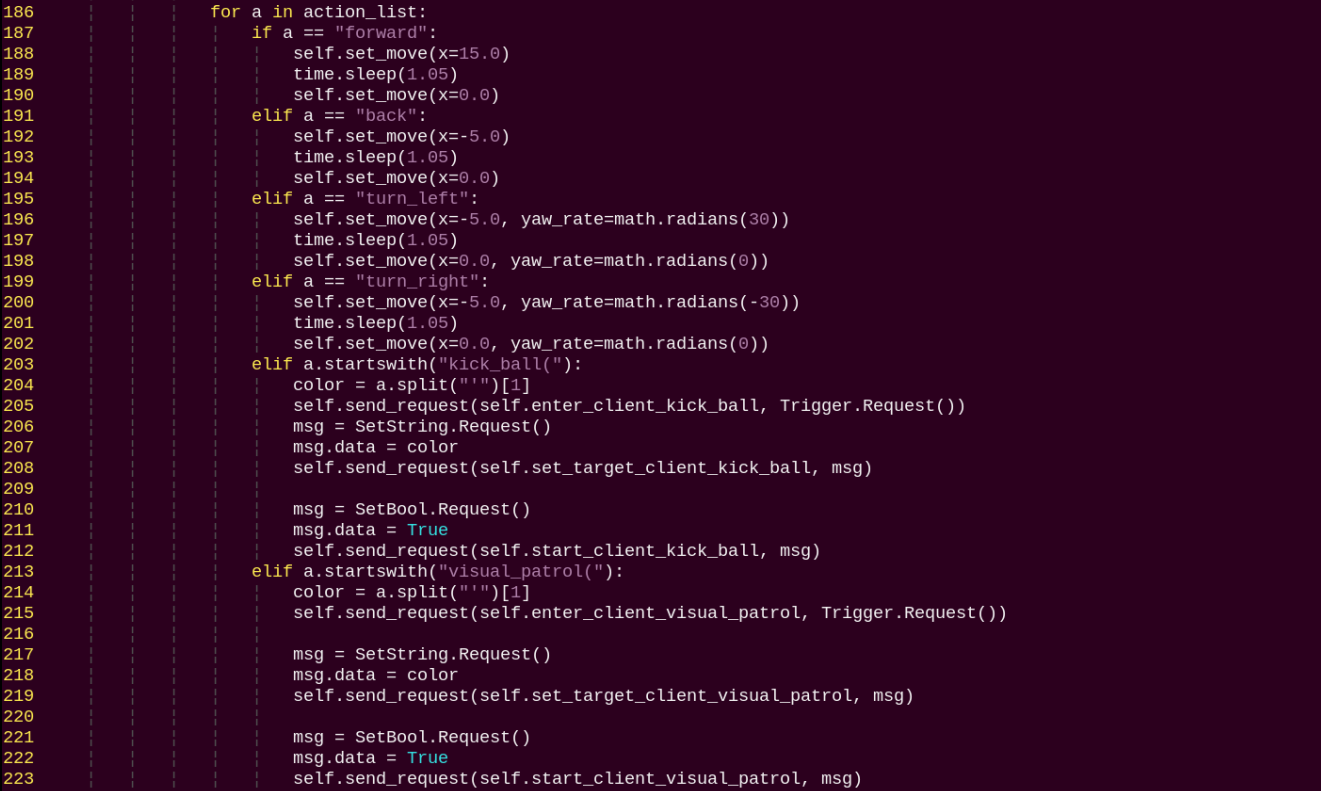 186 for a in action_list:
187 if a == "forward":
188 self.set_move(x=15.0)
189 time.sleep(1.05)
190 self.set_move(x=0.0)
191 elif a == "back":
192 self.set_move(x=-5.0)
193 time.sleep(1.05)
194 self.set_move(x=0.0)
195 elif a == "turn_left":
196 self.set_move(x=-5.0, yaw_rate=math.radians(30))
197 time.sleep(1.05)
198 self.set_move(x=0.0, yaw_rate=math.radians(0))
199 elif a == "turn_right":
200 self.set_move(x=-5.0, yaw_rate=math.radians(-30))
201 time.sleep(1.05)
202 self.set_move(x=0.0, yaw_rate=math.radians(0))
203 elif a.startswith("kick_ball("):
204 color = a.split("'")[1]
205 self.send_request(self.enter_client_kick_ball, Trigger.Request())
206 msg = SetString.Request()
207 msg.data = color
208 self.send_request(self.set_target_client_kick_ball, msg)
209
210 msg = SetBool.Request()
211 msg.data = True
212 self.send_request(self.start_client_kick_ball, msg)
213 elif a.startswith("visual_patrol("):
214 color = a.split("'")[1]
215 self.send_request(self.enter_client_visual_patrol, Trigger.Request())
216
217 msg = SetString.Request()
218 msg.data = color
219 self.send_request(self.set_target_client_visual_patrol, msg)
220
221 msg = SetBool.Request()
222 msg.data = True
223 self.send_request(self.start_client_visual_patrol, msg)